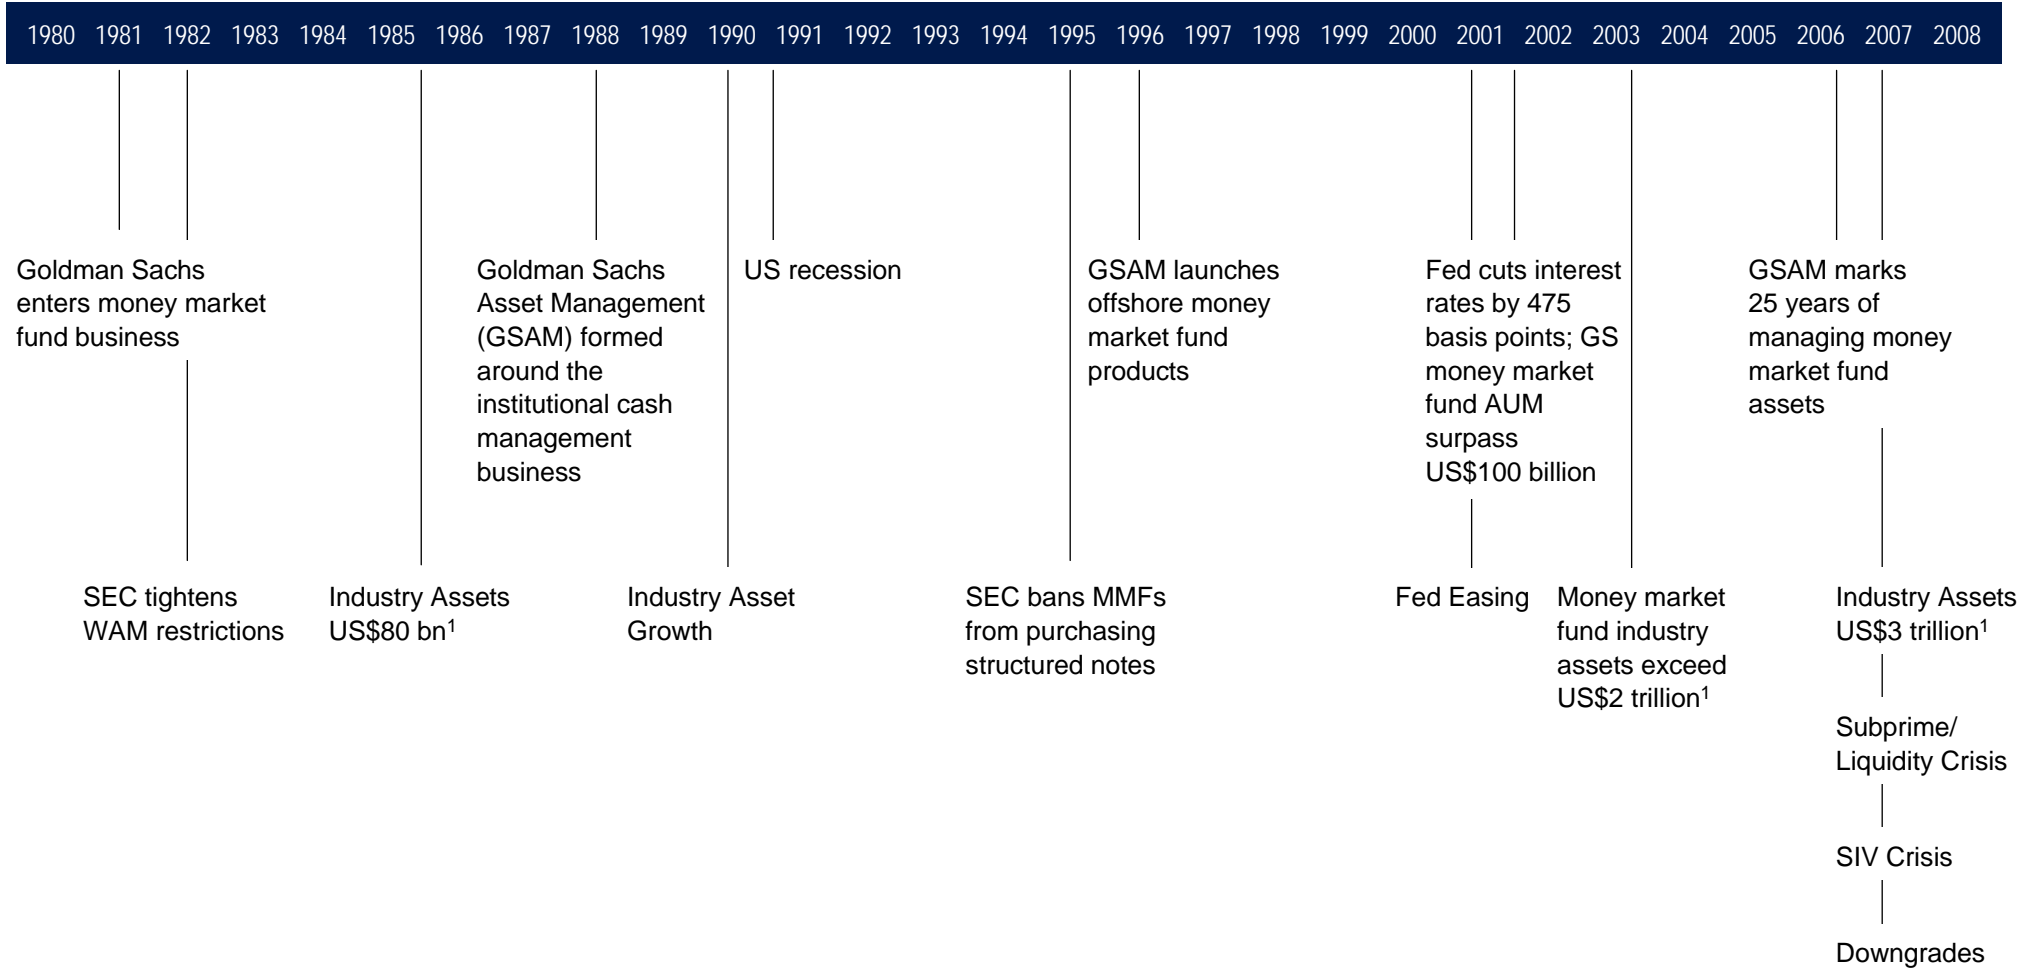 1980 1981 1982 1983 1984 1985 1986 1987 1988 1989 1990 1991 1992 1993 1994 1995 1996 1997 1998 1999 2000 2001 2002 2003 2004 2005 2006 2007 2008
Goldman Sachs
enters money market
fund business
Goldman Sachs
Asset Management
(GSAM) formed
around the
institutional cash
management
business
US recession
GSAM launches
offshore money
market fund
products
Fed cuts interest
rates by 475
basis points; GS
money market
fund AUM
surpass
US$100 billion
GSAM marks
25 years of
managing money
market fund
assets
SEC tightens
WAM restrictions
Industry Assets
US$80 bn¹
Industry Asset
Growth
SEC bans MMFs
from purchasing
structured notes
Fed Easing
Money market
fund industry
assets exceed
US$2 trillion¹
Industry Assets
US$3 trillion¹
Subprime/
Liquidity Crisis
SIV Crisis
Downgrades